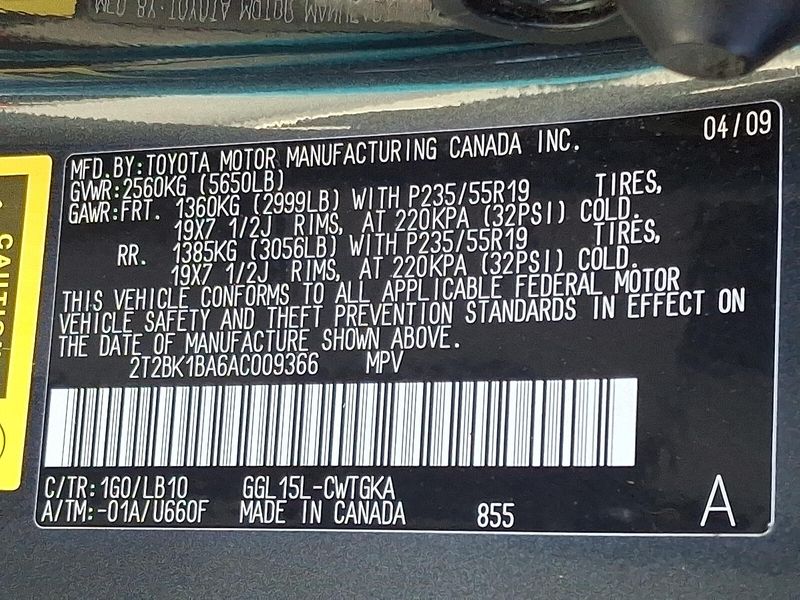 04/09
MFD.BY:TOYOTA MOTOR MANUFACTURING CANADA INC.
GVWR:2560KG (5650LB)
GAWR:FRT. 1360KG (2999LB) WITH P235/55R19 TIRES,
19X7 1/2J RIMS, AT 220KPA (32PSI) COLD.
RR. 1385KG (3056LB) WITH P235/55R19 TIRES,
19X7 1/2J RIMS, AT 220KPA (32PSI) COLD.
THIS VEHICLE CONFORMS TO ALL APPLICABLE FEDERAL MOTOR
VEHICLE SAFETY AND THEFT PREVENTION STANDARDS IN EFFECT ON
THE DATE OF MANUFACTURE SHOWN ABOVE.
2T2BK1BA6AC009366 MPV
C/TR:1G0/LB10 GGL15L-CWTGKA
A/TM:-01A/U660F MADE IN CANADA 855 A
CAUTION